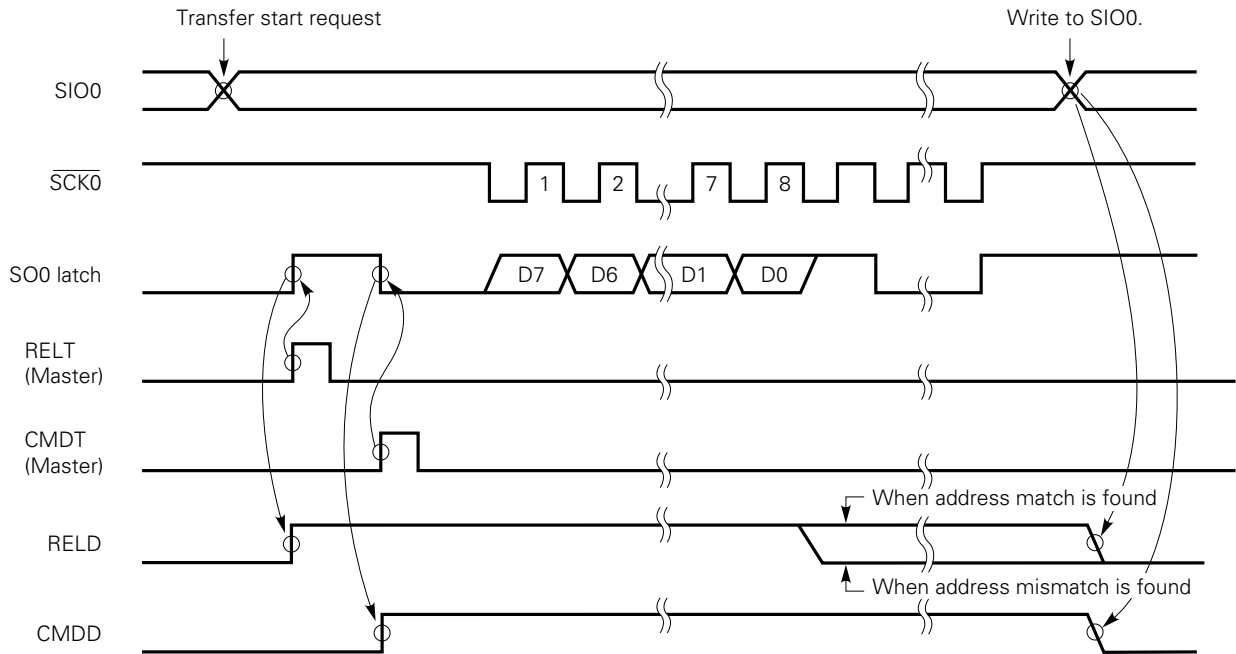 Transfer start request
Write to SIO0.
SIO0
SCK0
1 2 7 8
SO0 latch
D7 D6 D1 D0
RELT
(Master)
CMDT
(Master)
When address match is found
RELD
When address mismatch is found
CMDD